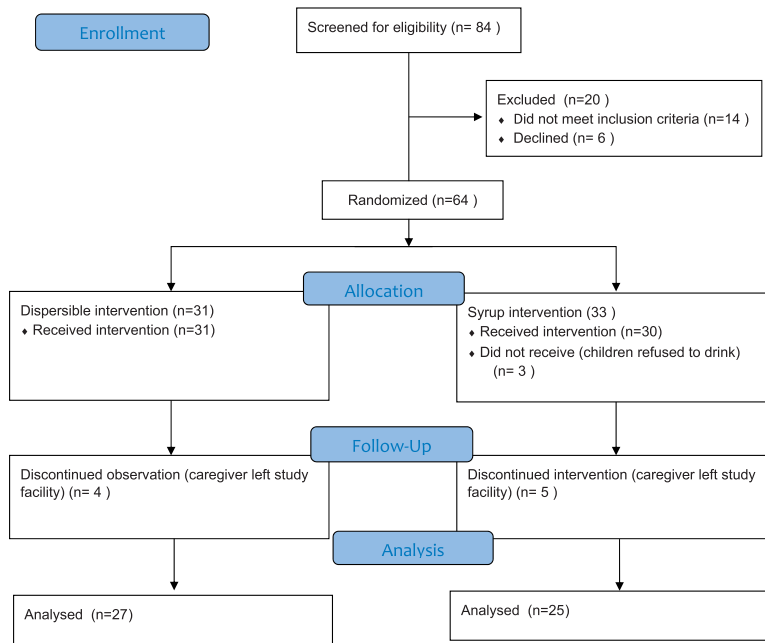 Enrollment
Screened for eligibility (n= 84 )
Excluded (n=20 )
♦ Did not meet inclusion criteria (n=14 )
♦ Declined (n= 6 )
Randomized (n=64 )
Allocation
Dispersible intervention (n=31)
♦ Received intervention (n=31)
Syrup intervention (33 )
♦ Received intervention (n=30)
♦ Did not receive (children refused to drink)
(n= 3 )
Follow-Up
Discontinued observation (caregiver left study
facility) (n= 4 )
Discontinued intervention (caregiver left study
facility) (n= 5 )
Analysis
Analysed (n=27)
Analysed (n=25)